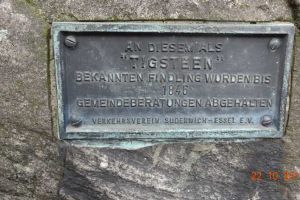 AN DIESEM ALS
"TIGSTEEN"
BEKANNTEN FINDLING WURDEN BIS
1846
GEMEINDEBERATUNGEN ABGEHALTEN
VERKEHRSVEREIN SUDERWICH-ESSEL E.V.
22.10